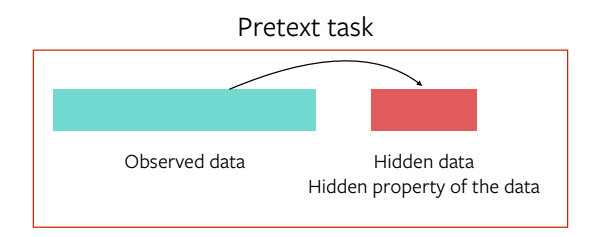 Pretext task
Observed data
Hidden data
Hidden property of the data